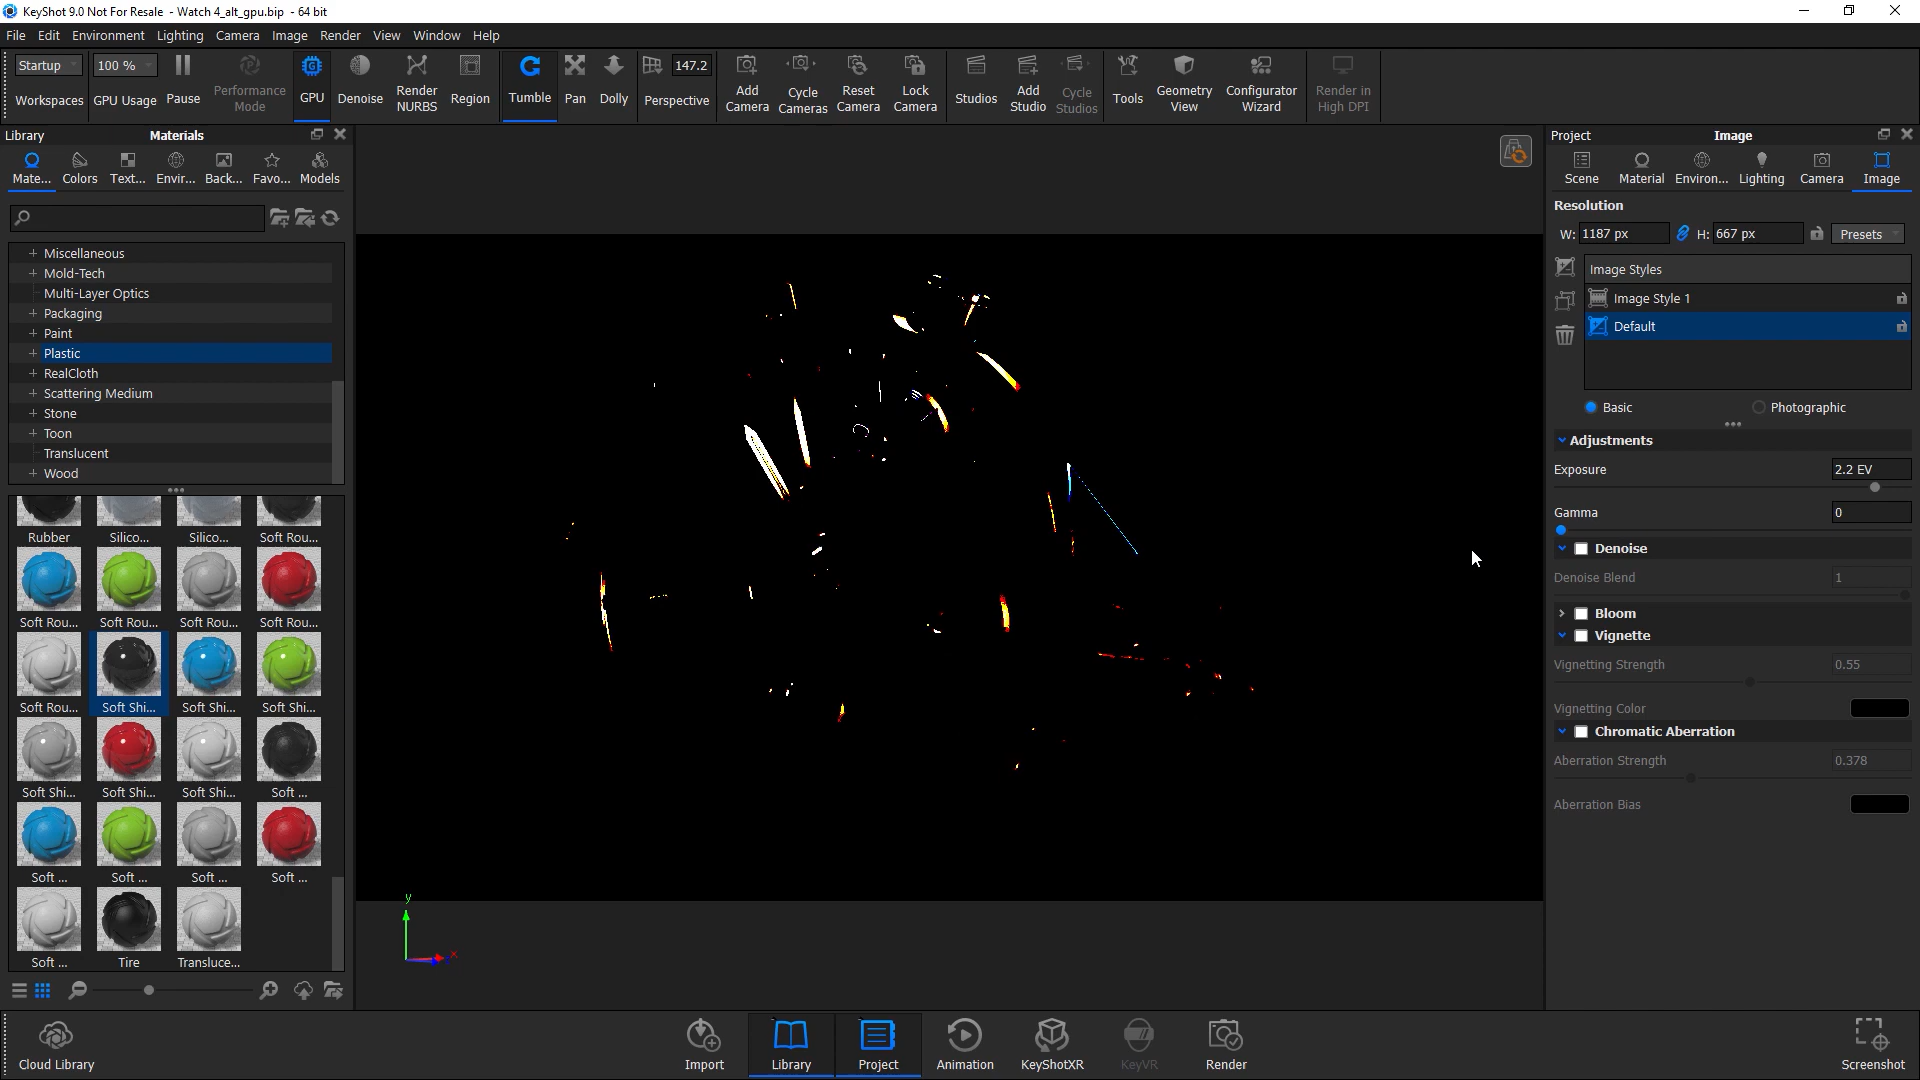 KeyShot 9.0 Not For Resale - Watch 4_alt_gpu.bip - 64 bit
File Edit Environment Lighting Camera Image Render View Window Help
Startup 100 % 147.2
Workspaces GPU Usage Pause Performance Mode GPU Denoise Render NURBS Region Tumble Pan Dolly Perspective Add Camera Cycle Cameras Reset Camera Lock Camera Studios Add Studio Cycle Studios Tools Geometry View Configurator Wizard Render in High DPI
Library Materials
Mate... Colors Text... Envir... Back... Favo... Models
Miscellaneous
Mold-Tech
Multi-Layer Optics
Packaging
Paint
Plastic
RealCloth
Scattering Medium
Stone
Toon
Translucent
Wood
Rubber Silico... Silico... Soft Rou...
Soft Rou... Soft Rou... Soft Rou... Soft Rou...
Soft Rou... Soft Shi... Soft Shi... Soft Shi...
Soft Shi... Soft Shi... Soft Shi... Soft ...
Soft ... Soft ... Soft ... Soft ...
Soft ... Tire Transluce...
y
x
Project Image
Scene Material Environ... Lighting Camera Image
Resolution
W: 1187 px H: 667 px Presets
Image Styles
Image Style 1
Default
Basic Photographic
Adjustments
Exposure 2.2 EV
Gamma 0
Denoise
Denoise Blend 1
Bloom
Vignette
Vignetting Strength 0.55
Vignetting Color
Chromatic Aberration
Aberration Strength 0.378
Aberration Bias
Cloud Library Import Library Project Animation KeyShotXR KeyVR Render Screenshot